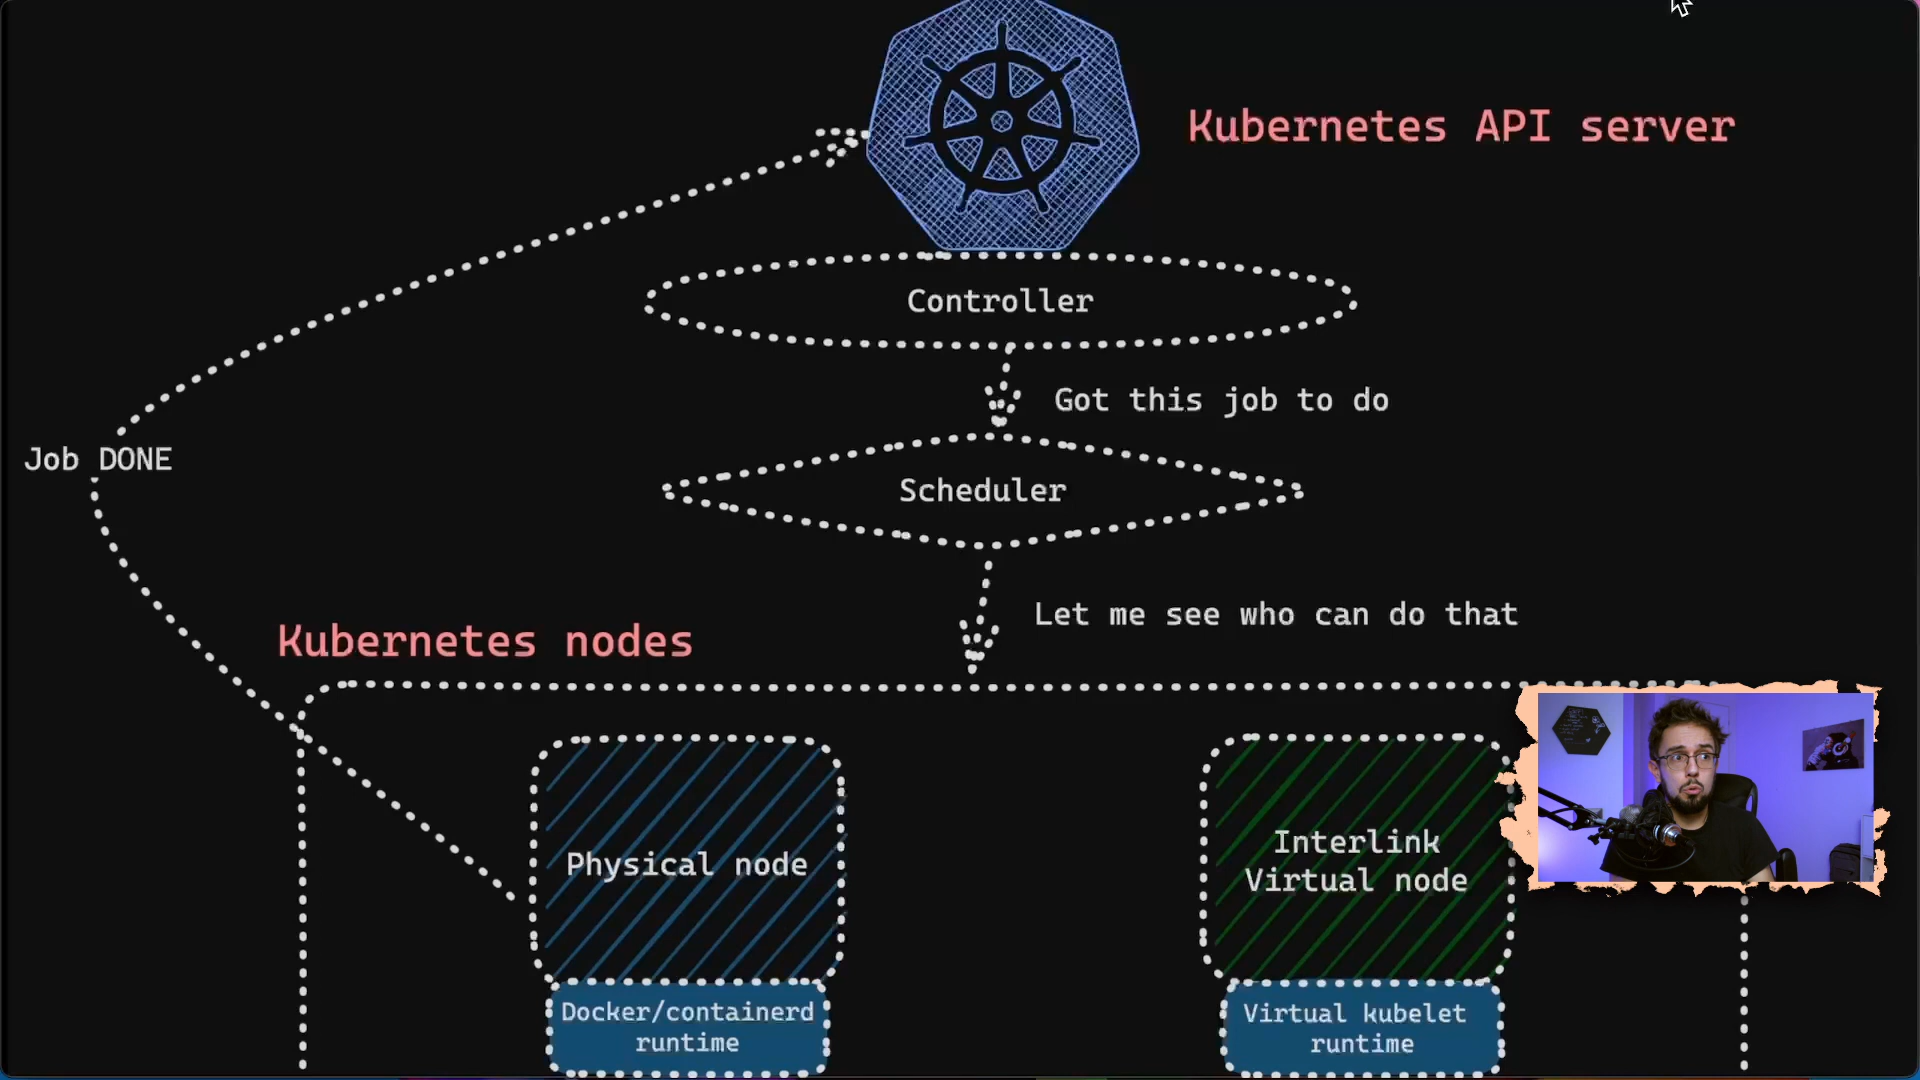 Kubernetes API server
Controller
Got this job to do
Job DONE
Scheduler
Let me see who can do that
Kubernetes nodes
Physical node
Interlink
Virtual node
Docker/containerd
runtime
Virtual kubelet
runtime